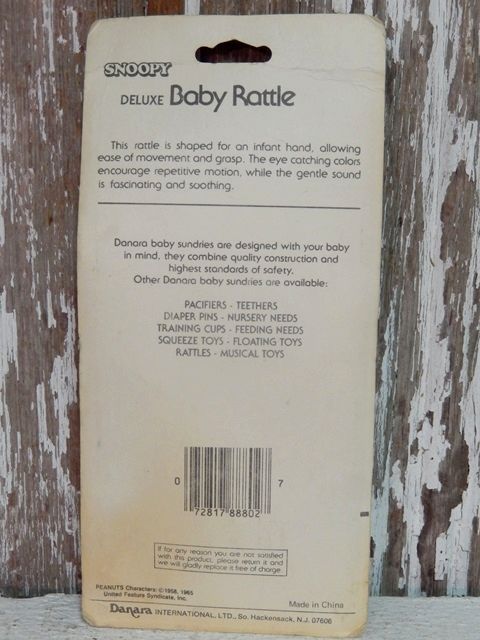 SNOOPY
DELUXE Baby Rattle
This rattle is shaped for an infant hand, allowing
ease of movement and grasp. The eye catching colors
encourage repetitive motion, while the gentle sound
is fascinating and soothing.
Danara baby sundries are designed with your baby
in mind, they combine quality construction and
highest standards of safety.
Other Danara baby sundries are available:
PACIFIERS - TEETHERS
DIAPER PINS - NURSERY NEEDS
TRAINING CUPS - FEEDING NEEDS
SQUEEZE TOYS - FLOATING TOYS
RATTLES - MUSICAL TOYS
0 72817 88802 7
If for any reason you are not satisfied
with this product, please return it and
we will gladly replace it free of charge.
PEANUTS Characters: © 1958, 1965
United Feature Syndicate, Inc.
Made in China
Danara INTERNATIONAL, LTD., So. Hackensack, N.J. 07606